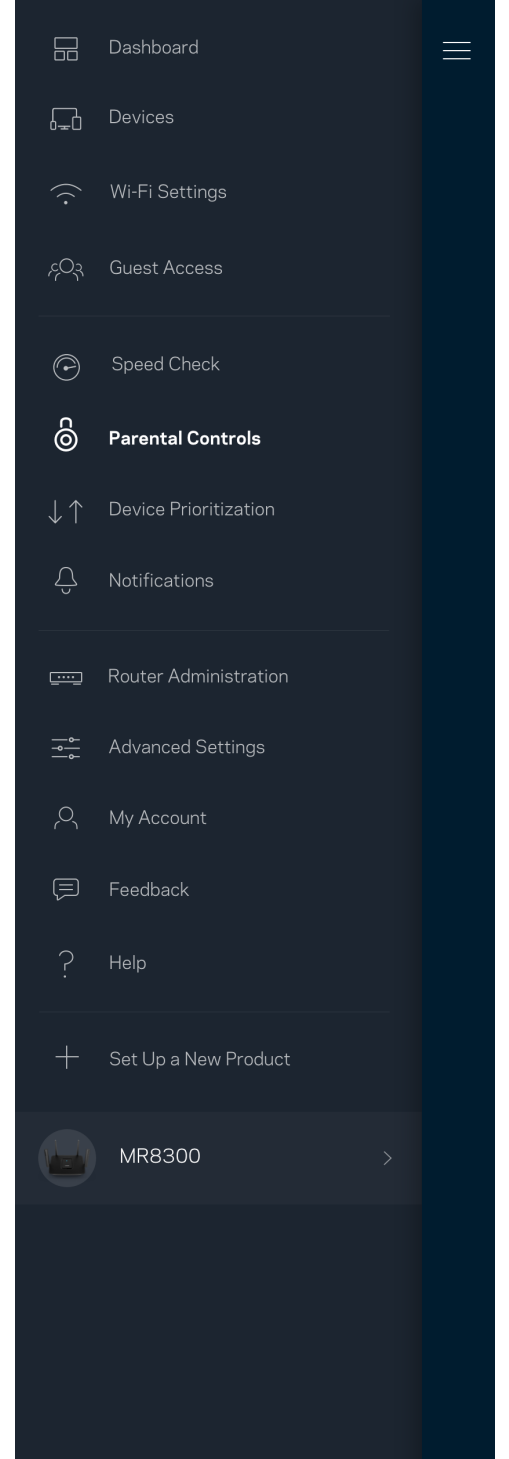 Dashboard
Devices
Wi-Fi Settings
Guest Access
Speed Check
Parental Controls
Device Prioritization
Notifications
Router Administration
Advanced Settings
My Account
Feedback
Help
Set Up a New Product
MR8300